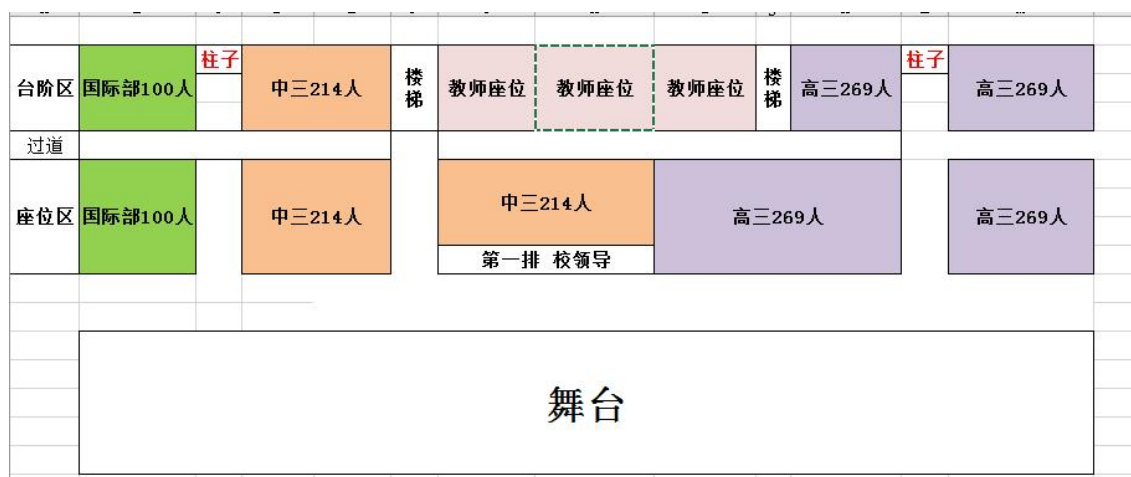 柱子
柱子
台阶区 国际部100人 中三214人 楼梯 教师座位 教师座位 教师座位 楼梯 高三269人 高三269人
过道
座位区 国际部100人 中三214人 中三214人 高三269人 高三269人
第一排 校领导
舞台